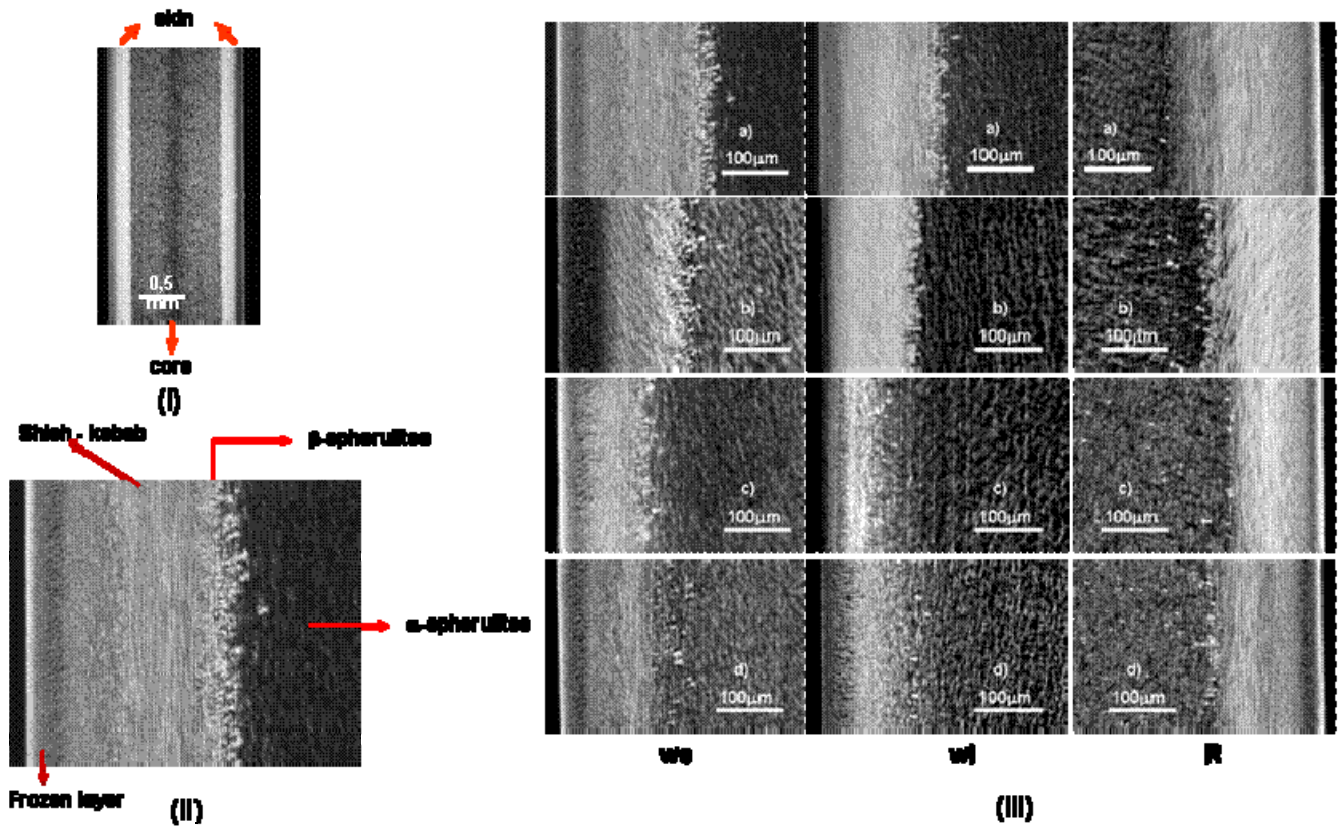 skin
0,5
core
(i)
Shish - kebab
β-spherulites
α-spherulites
Frozen layer
(ii)
a)
100μm
a)
100μm
a)
100μm
b)
100μm
b)
100μm
b)
100μm
c)
100μm
c)
100μm
c)
100μm
d)
100μm
d)
100μm
d)
100μm
wi
R
(iii)